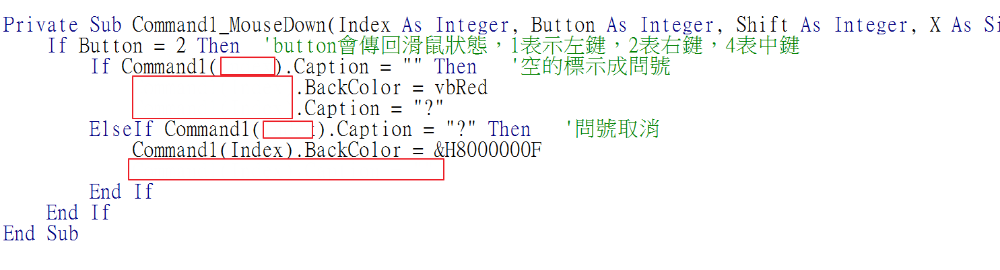 Private Sub Command1_MouseDown(Index As Integer, Button As Integer, Shift As Integer, X As Si
If Button = 2 Then 'button會傳回滑鼠狀態，1表示左鍵，2表右鍵，4表中鍵
If Command1( ).Caption = "" Then '空的標示成問號
.BackColor = vbRed
.Caption = "?"
ElseIf Command1( ).Caption = "?" Then '問號取消
Command1(Index).BackColor = &H8000000F
End If
End If
End Sub